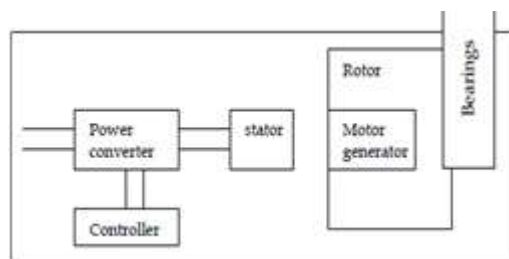 Bearings
Rotor
Power
converter
stator
Motor
generator
Controller